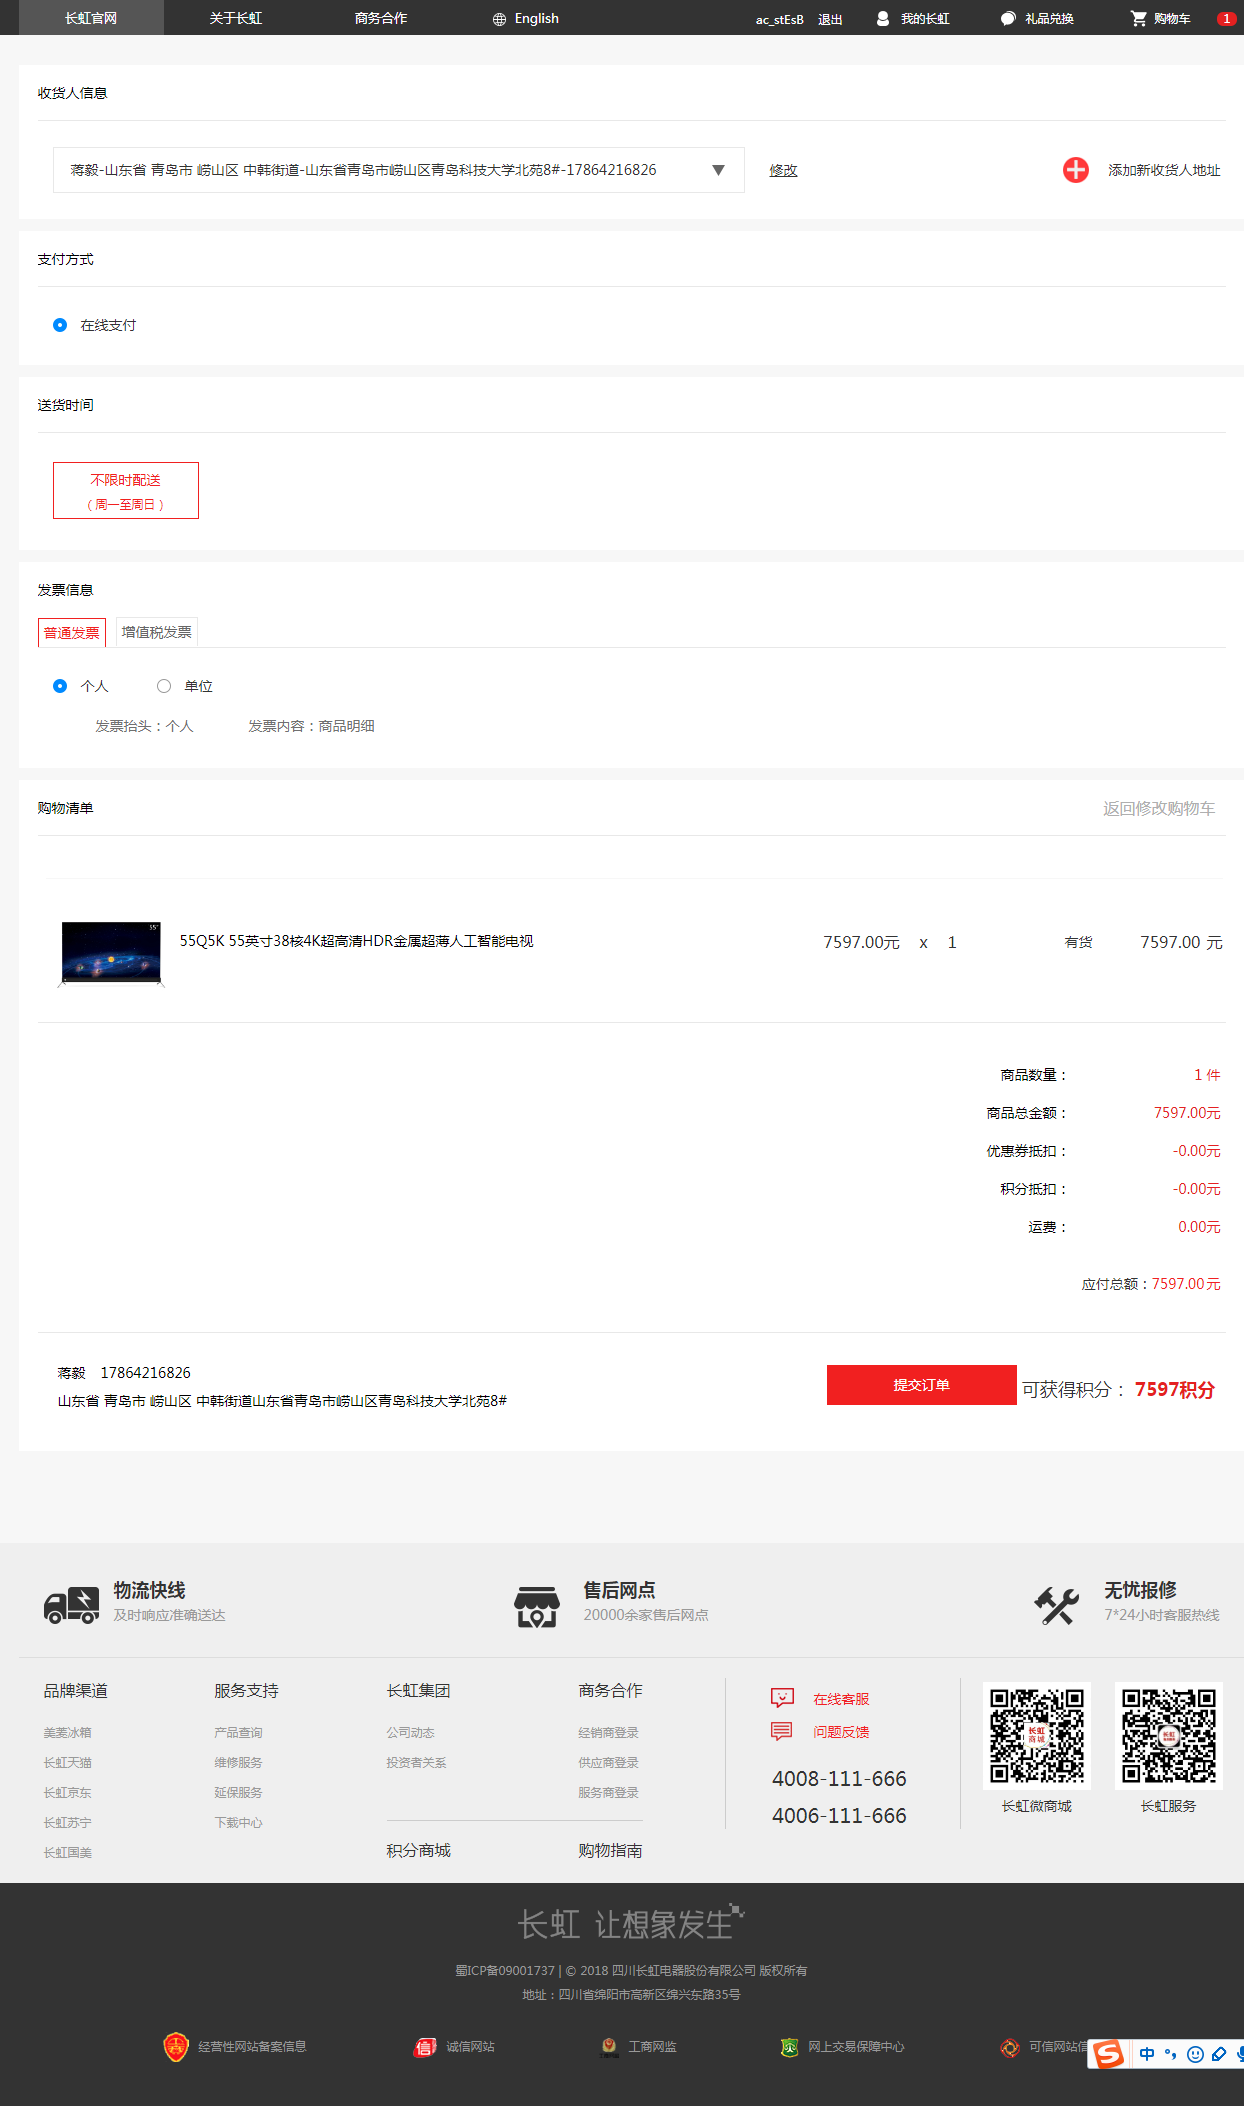 长虹官网 关于长虹 商务合作 English ac_stEsB 退出 我的长虹 礼品兑换 购物车 1
收货人信息
蒋毅-山东省 青岛市 崂山区 中韩街道-山东省青岛市崂山区青岛科技大学北苑8#-17864216826 ▼ 修改 添加新收货人地址
支付方式
在线支付
送货时间
不限时配送
（周一至周日）
发票信息
普通发票 增值税发票
个人 单位
发票抬头：个人 发票内容：商品明细
购物清单 返回修改购物车
55Q5K 55英寸38核4K超高清HDR金属超薄人工智能电视 7597.00元 x 1 有货 7597.00 元
商品数量： 1 件
商品总金额： 7597.00元
优惠券抵扣： -0.00元
积分抵扣： -0.00元
运费： 0.00元
应付总额：7597.00元
蒋毅 17864216826
山东省 青岛市 崂山区 中韩街道山东省青岛市崂山区青岛科技大学北苑8#
提交订单 可获得积分： 7597积分
物流快线 售后网点 无忧报修
及时响应准确送达 20000余家售后网点 7*24小时客服热线
品牌渠道 服务支持 长虹集团 商务合作
美菱冰箱 产品查询 公司动态 经销商登录
长虹天猫 维修服务 投资者关系 供应商登录
长虹京东 延保服务 服务商登录
长虹苏宁 下载中心
长虹国美 积分商城 购物指南
在线客服
问题反馈
4008-111-666
4006-111-666
长虹
商城
长虹微商城 长虹服务
长虹 让想象发生
蜀ICP备09001737 | © 2018 四川长虹电器股份有限公司 版权所有
地址：四川省绵阳市高新区绵兴东路35号
经营性网站备案信息 信 诚信网站 工商网监 网上交易保障中心 可信网站信
S 中